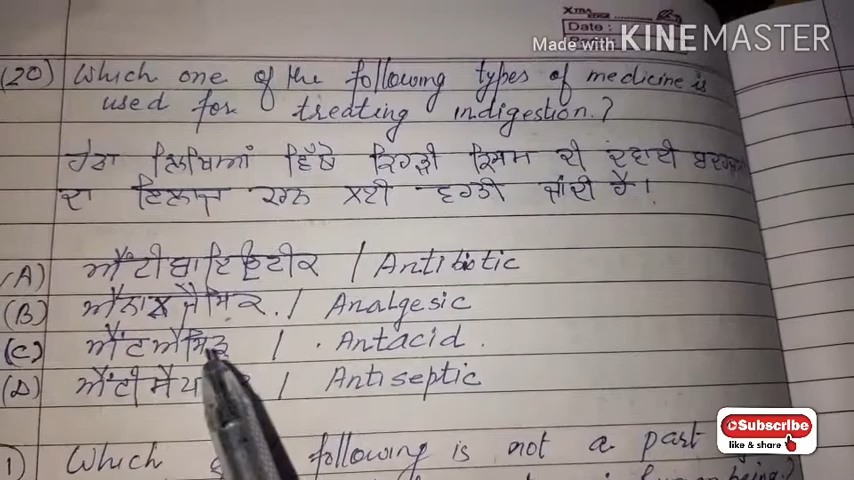 Date :
Made with KINEMASTER
(20) Which one of the following types of medicine is
used for treating indigestion.?
ਹੇਠਾ ਲਿਖਿਆਂ ਵਿੱਚੋਂ ਕਿਹੜੀ ਕਿਸਮ ਦੀ ਦਵਾਈ
ਦਾ ਇਲਾਜ ਕਰਨ ਲਈ ਵਰਤੀ ਜਾਂਦੀ ਹੈ।
(A) ਐਂਟੀਬਾਇਓਟੀਕ / Antibiotic
(B) / Analgesic
(C) / Antacid .
(D) / Antiseptic
Subscribe
like & share
1) Which following is not a part